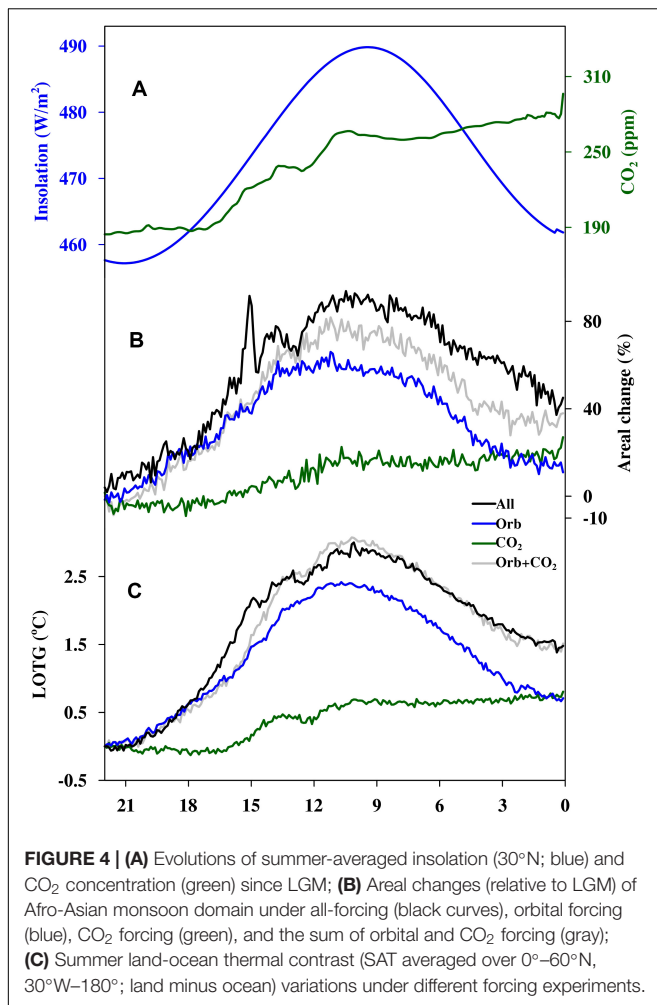 A
490
480
470
460
Insolation (W/m²)
310
250
190
CO₂ (ppm)
B
80
40
0
-10
Areal change (%)
All
Orb
CO₂
Orb+CO₂
C
2.5
1.5
0.5
-0.5
LOTG (°C)
21 18 15 12 9 6 3 0
FIGURE 4 | (A) Evolutions of summer-averaged insolation (30°N; blue) and
CO₂ concentration (green) since LGM; (B) Areal changes (relative to LGM) of
Afro-Asian monsoon domain under all-forcing (black curves), orbital forcing
(blue), CO₂ forcing (green), and the sum of orbital and CO₂ forcing (gray);
(C) Summer land-ocean thermal contrast (SAT averaged over 0°–60°N,
30°W–180°; land minus ocean) variations under different forcing experiments.